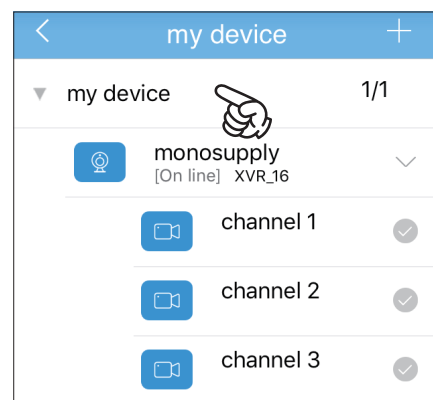 my device
my device 1/1
monosupply
[On line] XVR_16
channel 1
channel 2
channel 3